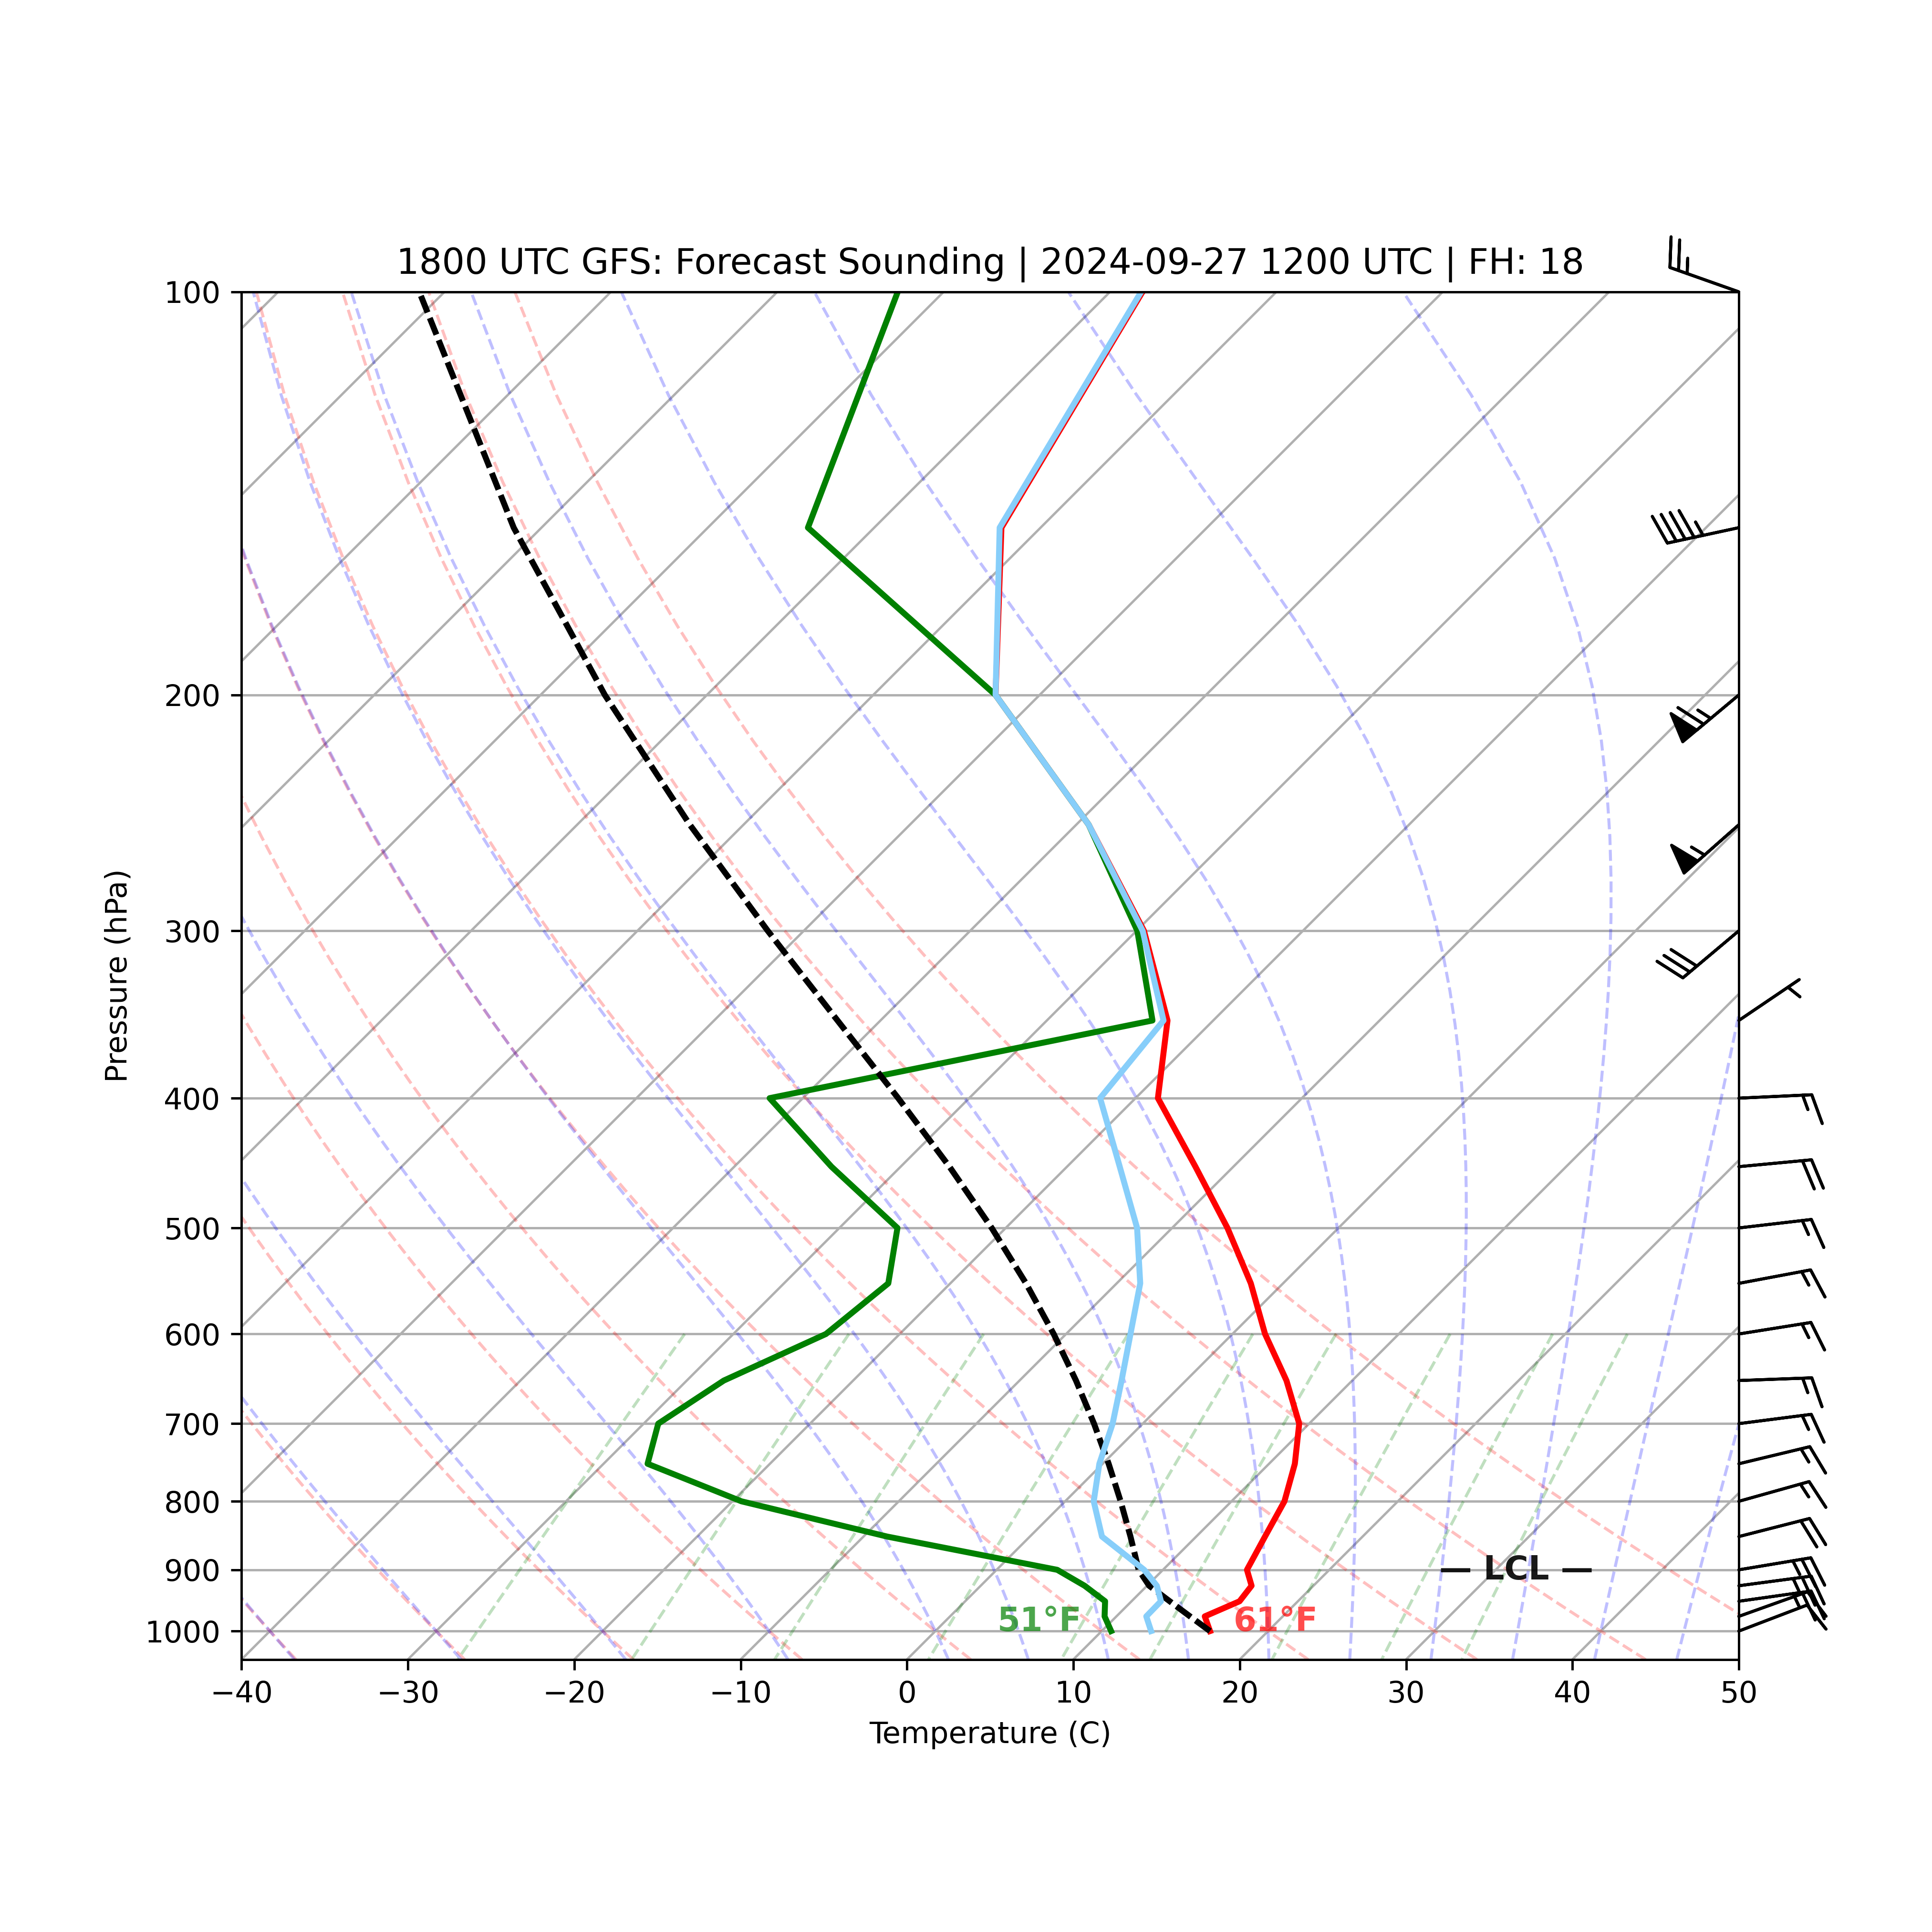 1800 UTC GFS: Forecast Sounding | 2024-09-27 1200 UTC | FH: 18
100
200
300
400
500
600
700
800
900
1000
Pressure (hPa)
LCL
51°F
61°F
−40 −30 −20 −10 0 10 20 30 40 50
Temperature (C)